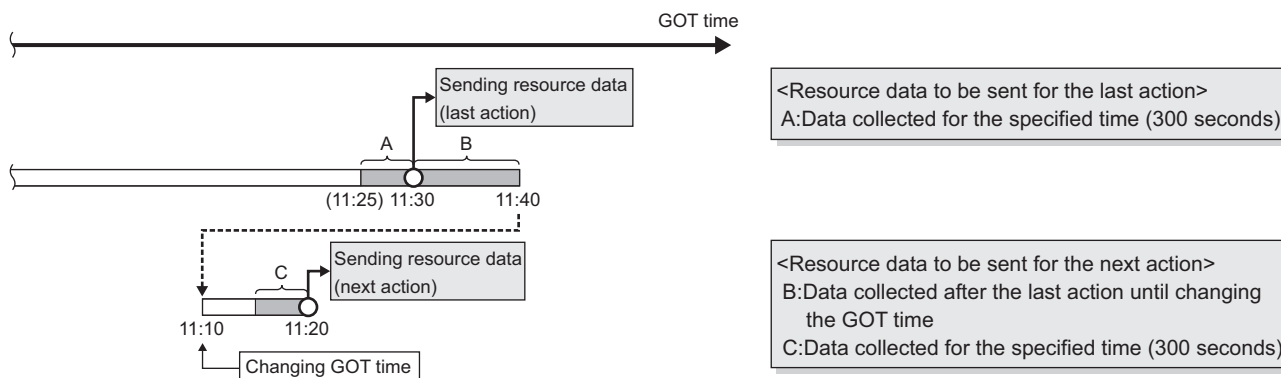 GOT time
Sending resource data
(last action)
A
B
(11:25) 11:30
11:40
Sending resource data
(next action)
C
11:10
11:20
Changing GOT time
<Resource data to be sent for the last action>
A:Data collected for the specified time (300 seconds)
<Resource data to be sent for the next action>
B:Data collected after the last action until changing
the GOT time
C:Data collected for the specified time (300 seconds)